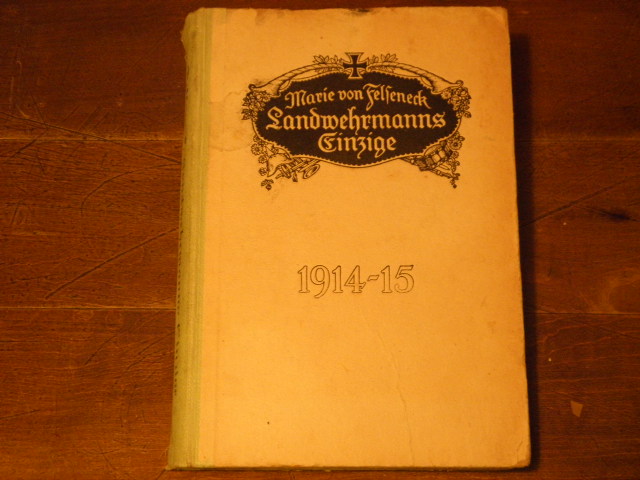 Marie von Felseneck
Landwehrmanns
Einzige
1914-15